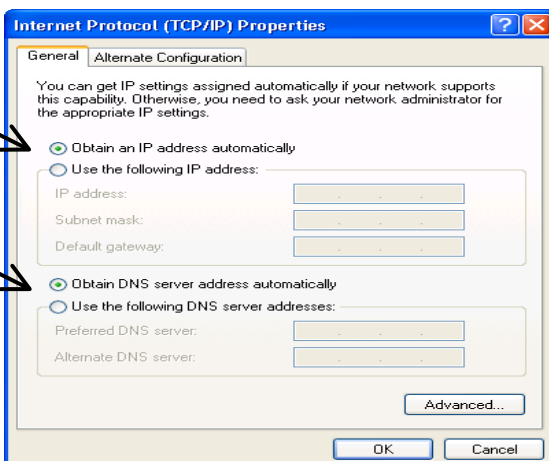 Internet Protocol (TCP/IP) Properties
General
Alternate Configuration
You can get IP settings assigned automatically if your network supports
this capability. Otherwise, you need to ask your network administrator for
the appropriate IP settings.
Obtain an IP address automatically
Use the following IP address:
IP address:
Subnet mask:
Default gateway:
Obtain DNS server address automatically
Use the following DNS server addresses:
Preferred DNS server:
Alternate DNS server:
Advanced...
OK
Cancel